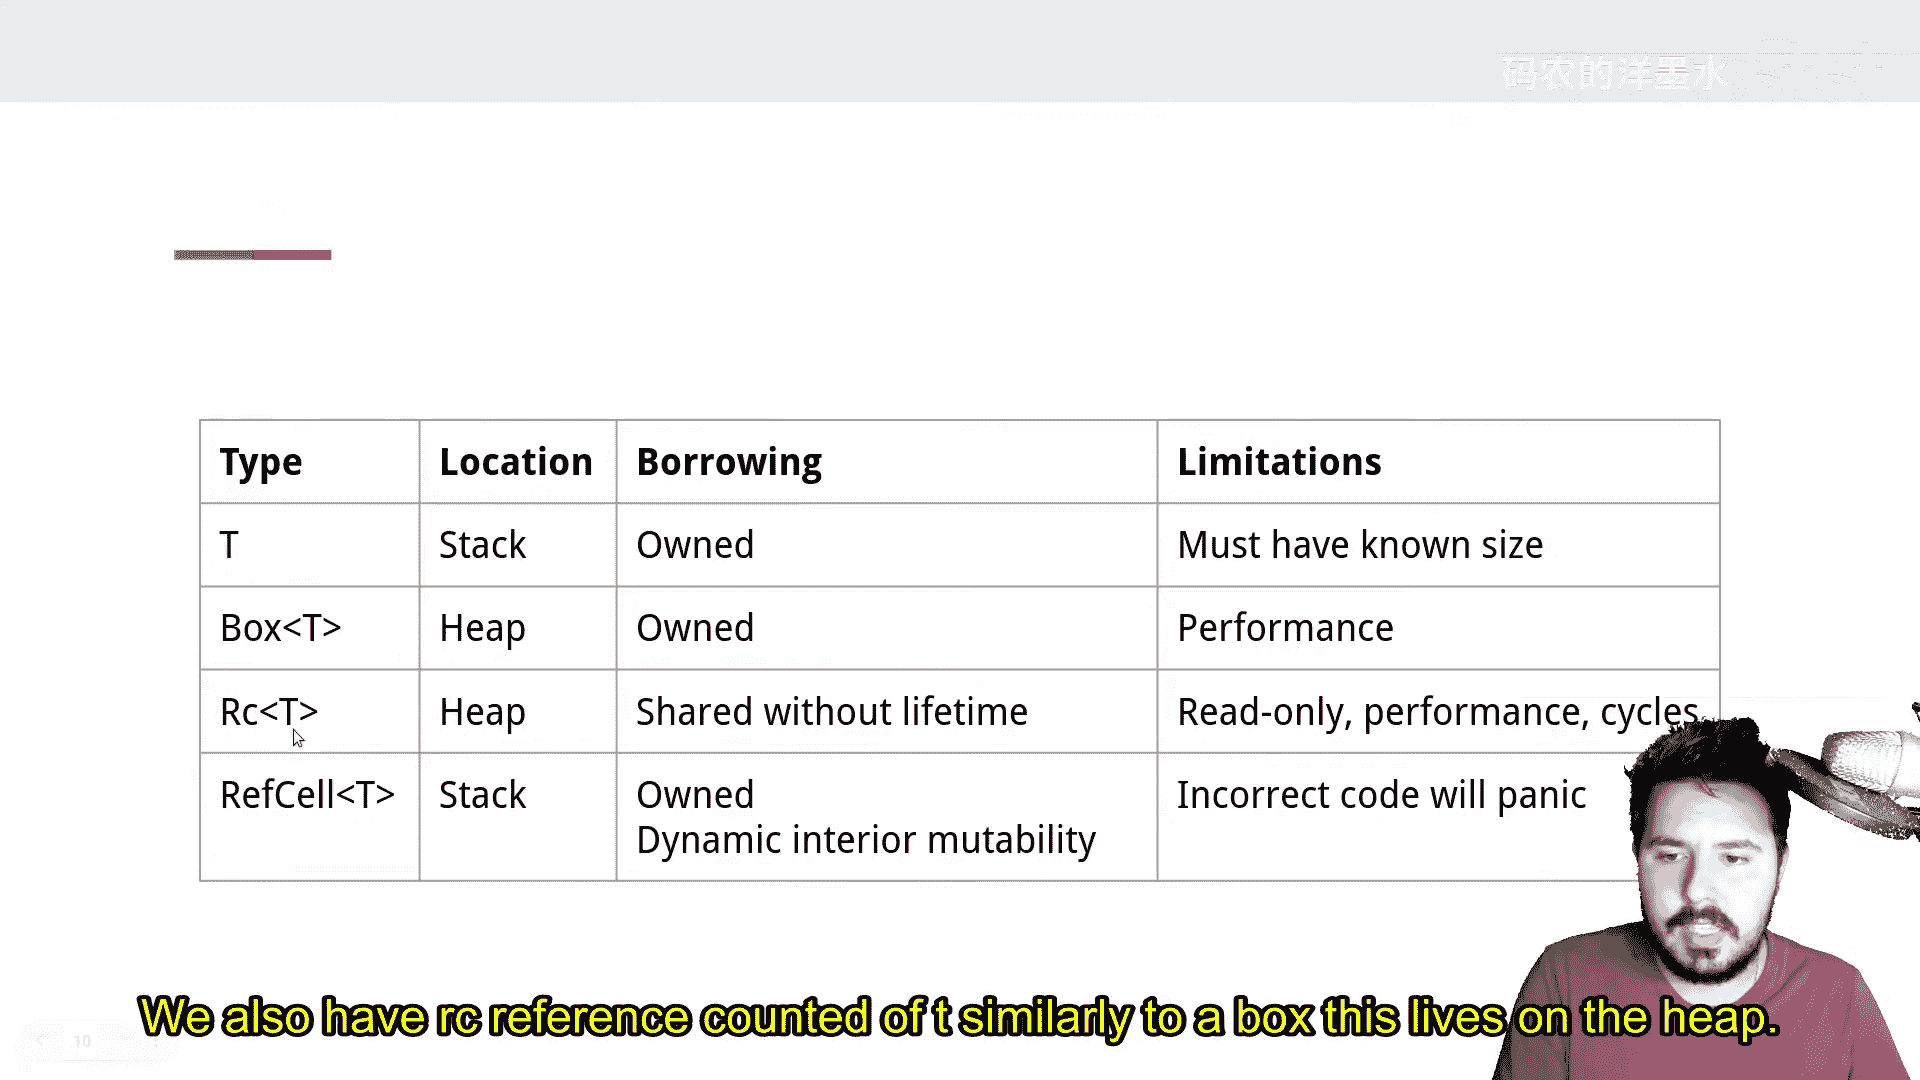 码农的洋墨水
Type Location Borrowing Limitations
T Stack Owned Must have known size
Box<T> Heap Owned Performance
Rc<T> Heap Shared without lifetime Read-only, performance, cycles
RefCell<T> Stack Owned Incorrect code will panic
Dynamic interior mutability
We also have rc reference counted of t similarly to a box this lives on the heap.
10